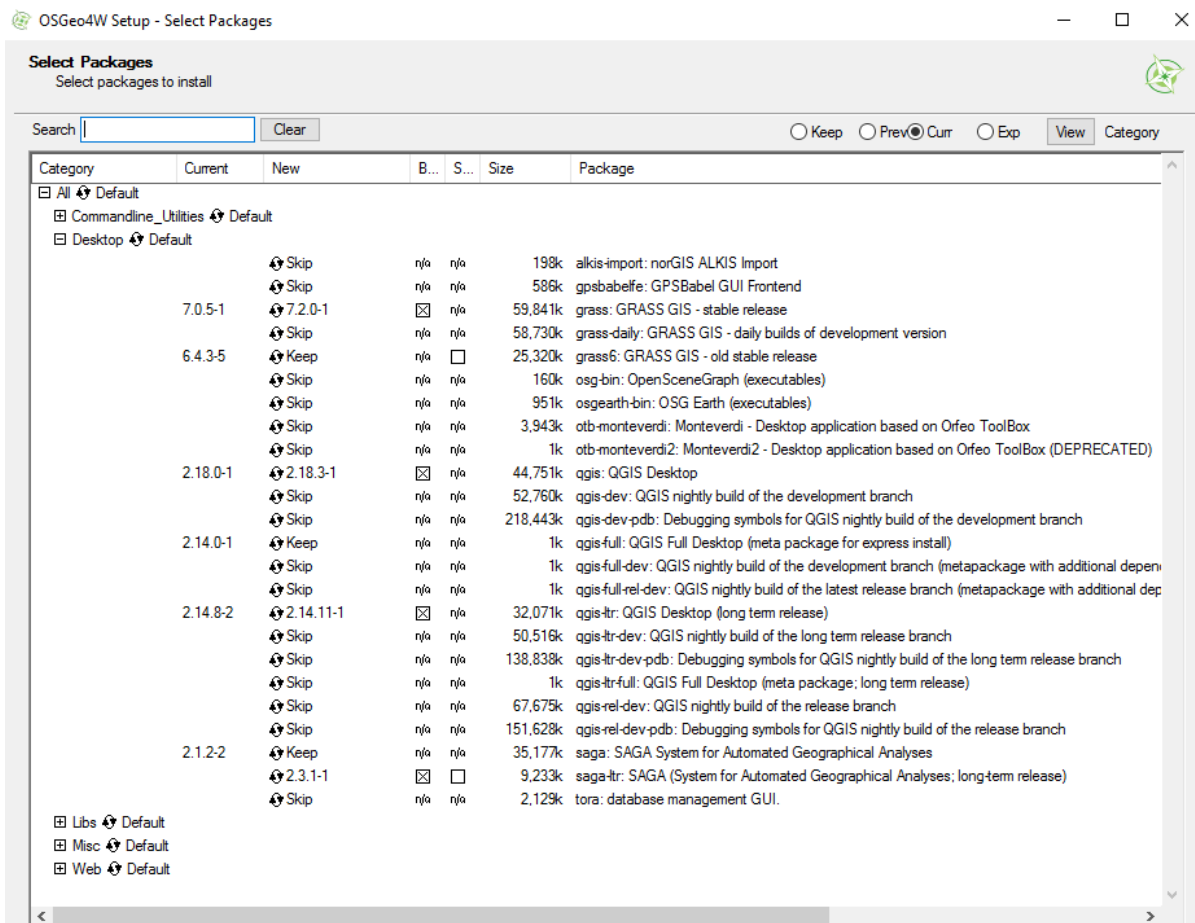 OSGeo4W Setup - Select Packages
Select Packages
Select packages to install
Search Clear Keep Prev Curr Exp View Category
Category Current New B... S... Size Package
All Default
Commandline_Utilities Default
Desktop Default
Skip n/a n/a 198k alkis-import: norGIS ALKIS Import
Skip n/a n/a 586k gpsbabelfe: GPSBabel GUI Frontend
7.0.5-1 7.2.0-1 n/a 59,841k grass: GRASS GIS - stable release
Skip n/a n/a 58,730k grass-daily: GRASS GIS - daily builds of development version
6.4.3-5 Keep n/a 25,320k grass6: GRASS GIS - old stable release
Skip n/a n/a 160k osg-bin: OpenSceneGraph (executables)
Skip n/a n/a 951k osgearth-bin: OSG Earth (executables)
Skip n/a n/a 3,943k otb-monteverdi: Monteverdi - Desktop application based on Orfeo ToolBox
Skip n/a n/a 1k otb-monteverdi2: Monteverdi2 - Desktop application based on Orfeo ToolBox (DEPRECATED)
2.18.0-1 2.18.3-1 n/a 44,751k qgis: QGIS Desktop
Skip n/a n/a 52,760k qgis-dev: QGIS nightly build of the development branch
Skip n/a n/a 218,443k qgis-dev-pdb: Debugging symbols for QGIS nightly build of the development branch
2.14.0-1 Keep n/a n/a 1k qgis-full: QGIS Full Desktop (meta package for express install)
Skip n/a n/a 1k qgis-full-dev: QGIS nightly build of the development branch (metapackage with additional depen
Skip n/a n/a 1k qgis-full-rel-dev: QGIS nightly build of the latest release branch (metapackage with additional dep
2.14.8-2 2.14.11-1 n/a 32,071k qgis-ltr: QGIS Desktop (long term release)
Skip n/a n/a 50,516k qgis-ltr-dev: QGIS nightly build of the long term release branch
Skip n/a n/a 138,838k qgis-ltr-dev-pdb: Debugging symbols for QGIS nightly build of the long term release branch
Skip n/a n/a 1k qgis-ltr-full: QGIS Full Desktop (meta package; long term release)
Skip n/a n/a 67,675k qgis-rel-dev: QGIS nightly build of the release branch
Skip n/a n/a 151,628k qgis-rel-dev-pdb: Debugging symbols for QGIS nightly build of the release branch
2.1.2-2 Keep n/a n/a 35,177k saga: SAGA System for Automated Geographical Analyses
2.3.1-1 9,233k saga-ltr: SAGA (System for Automated Geographical Analyses; long-term release)
Skip n/a n/a 2,129k tora: database management GUI.
Libs Default
Misc Default
Web Default